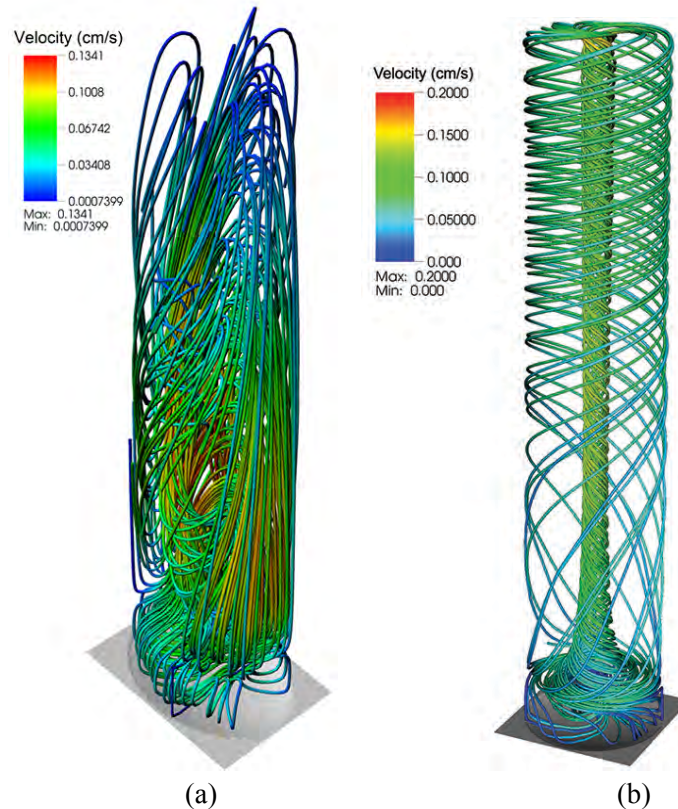 Velocity (cm/s)
0.1341
0.1008
0.06742
0.03408
0.0007399
Max: 0.1341
Min: 0.0007399
Velocity (cm/s)
0.2000
0.1500
0.1000
0.05000
0.000
Max: 0.2000
Min: 0.000
(a)
(b)